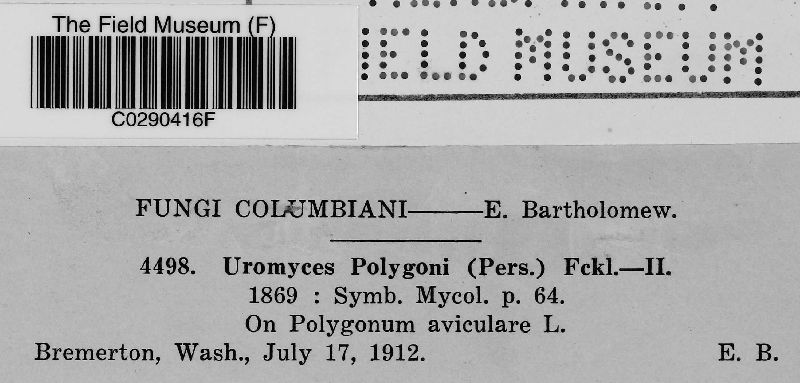 The Field Museum (F)
C0290416F
IELD MUSEUM
FUNGI COLUMBIANI——E. Bartholomew.
4498. Uromyces Polygoni (Pers.) Fckl.—II.
1869 : Symb. Mycol. p. 64.
On Polygonum aviculare L.
Bremerton, Wash., July 17, 1912. E. B.